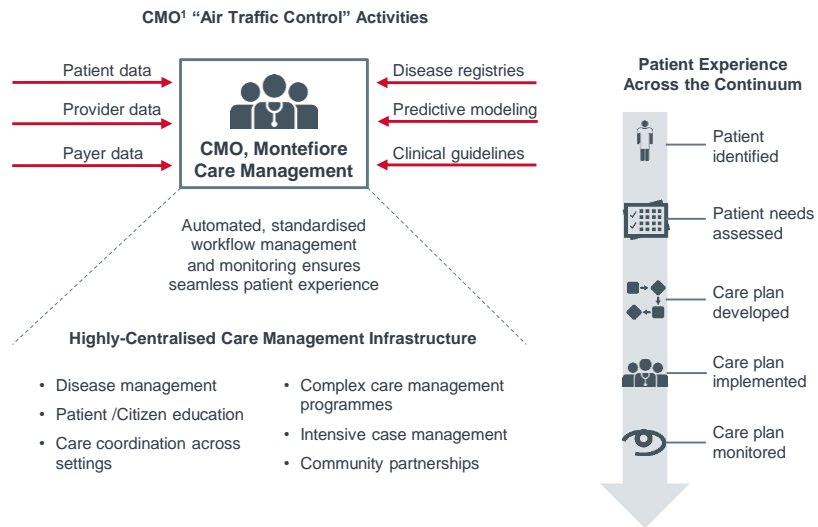 CMO¹ “Air Traffic Control” Activities
Patient data
Provider data
Payer data
CMO, Montefiore
Care Management
Disease registries
Predictive modeling
Clinical guidelines
Automated, standardised
workflow management
and monitoring ensures
seamless patient experience
Highly-Centralised Care Management Infrastructure
• Disease management
• Patient /Citizen education
• Care coordination across
settings
• Complex care management
programmes
• Intensive case management
• Community partnerships
Patient Experience
Across the Continuum
Patient
identified
Patient needs
assessed
Care plan
developed
Care plan
implemented
Care plan
monitored